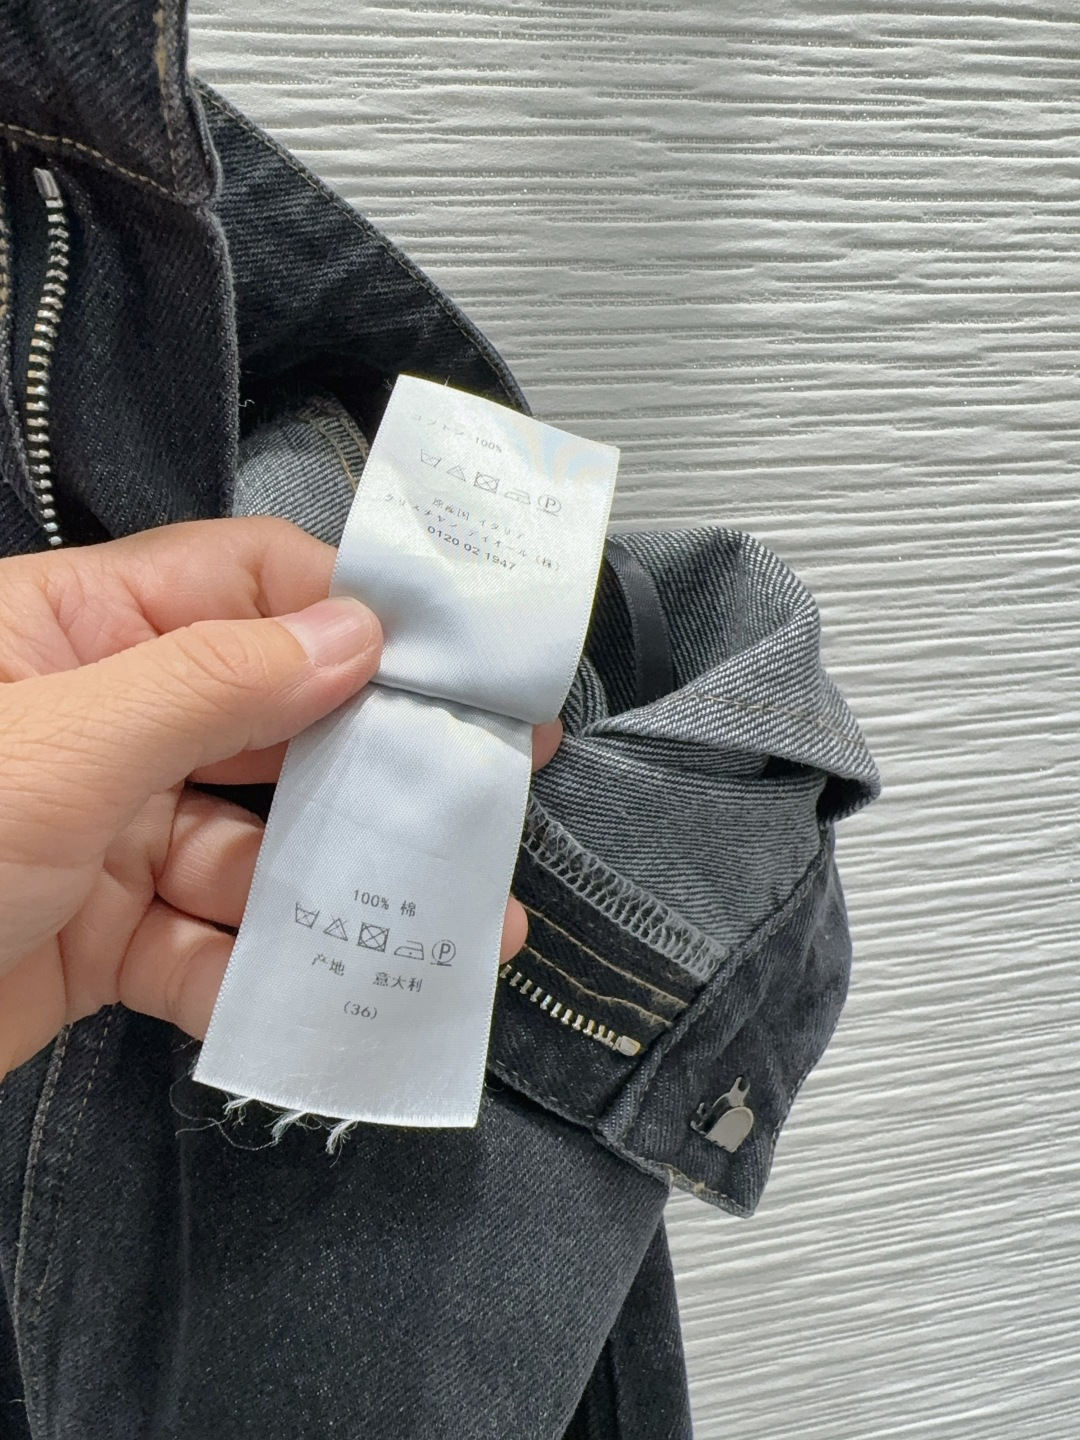 コットン 100%
P
原産国 イタリア
クリスチャン ディオール (株)
0120 02 1947
100% 棉
P
产地 意大利
(36)